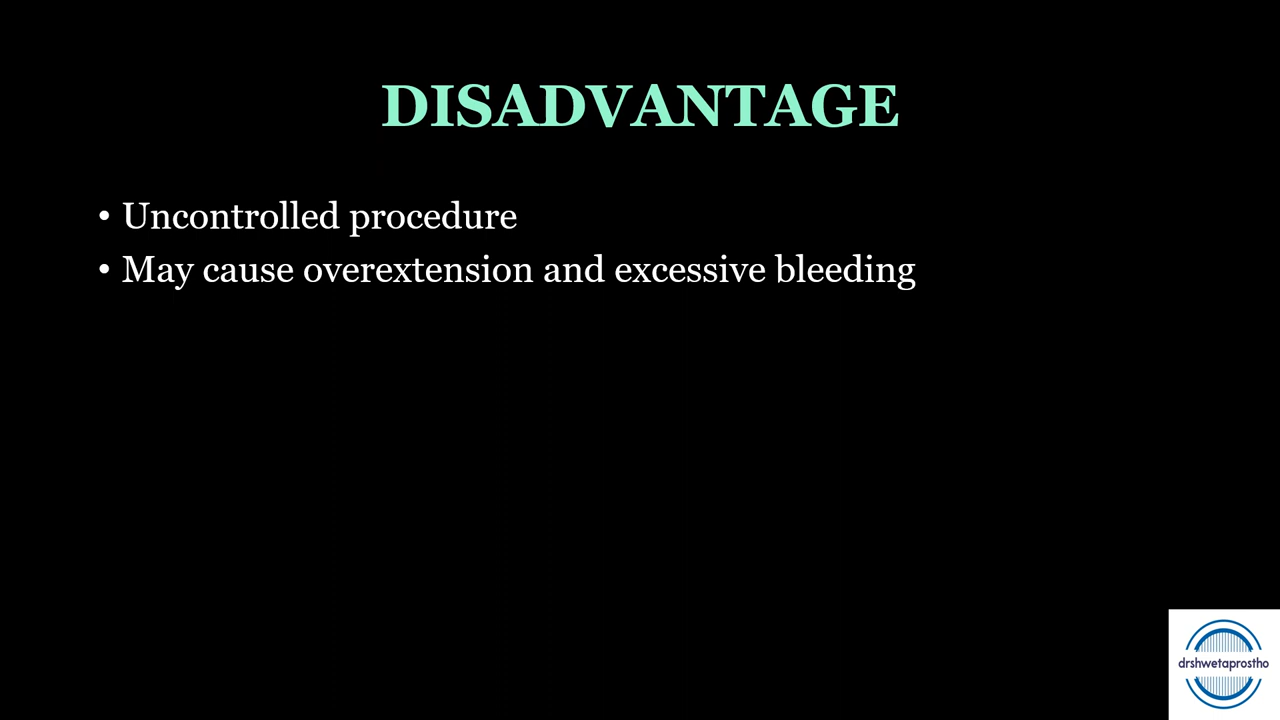 DISADVANTAGE
• Uncontrolled procedure
• May cause overextension and excessive bleeding
drshwetaprostho